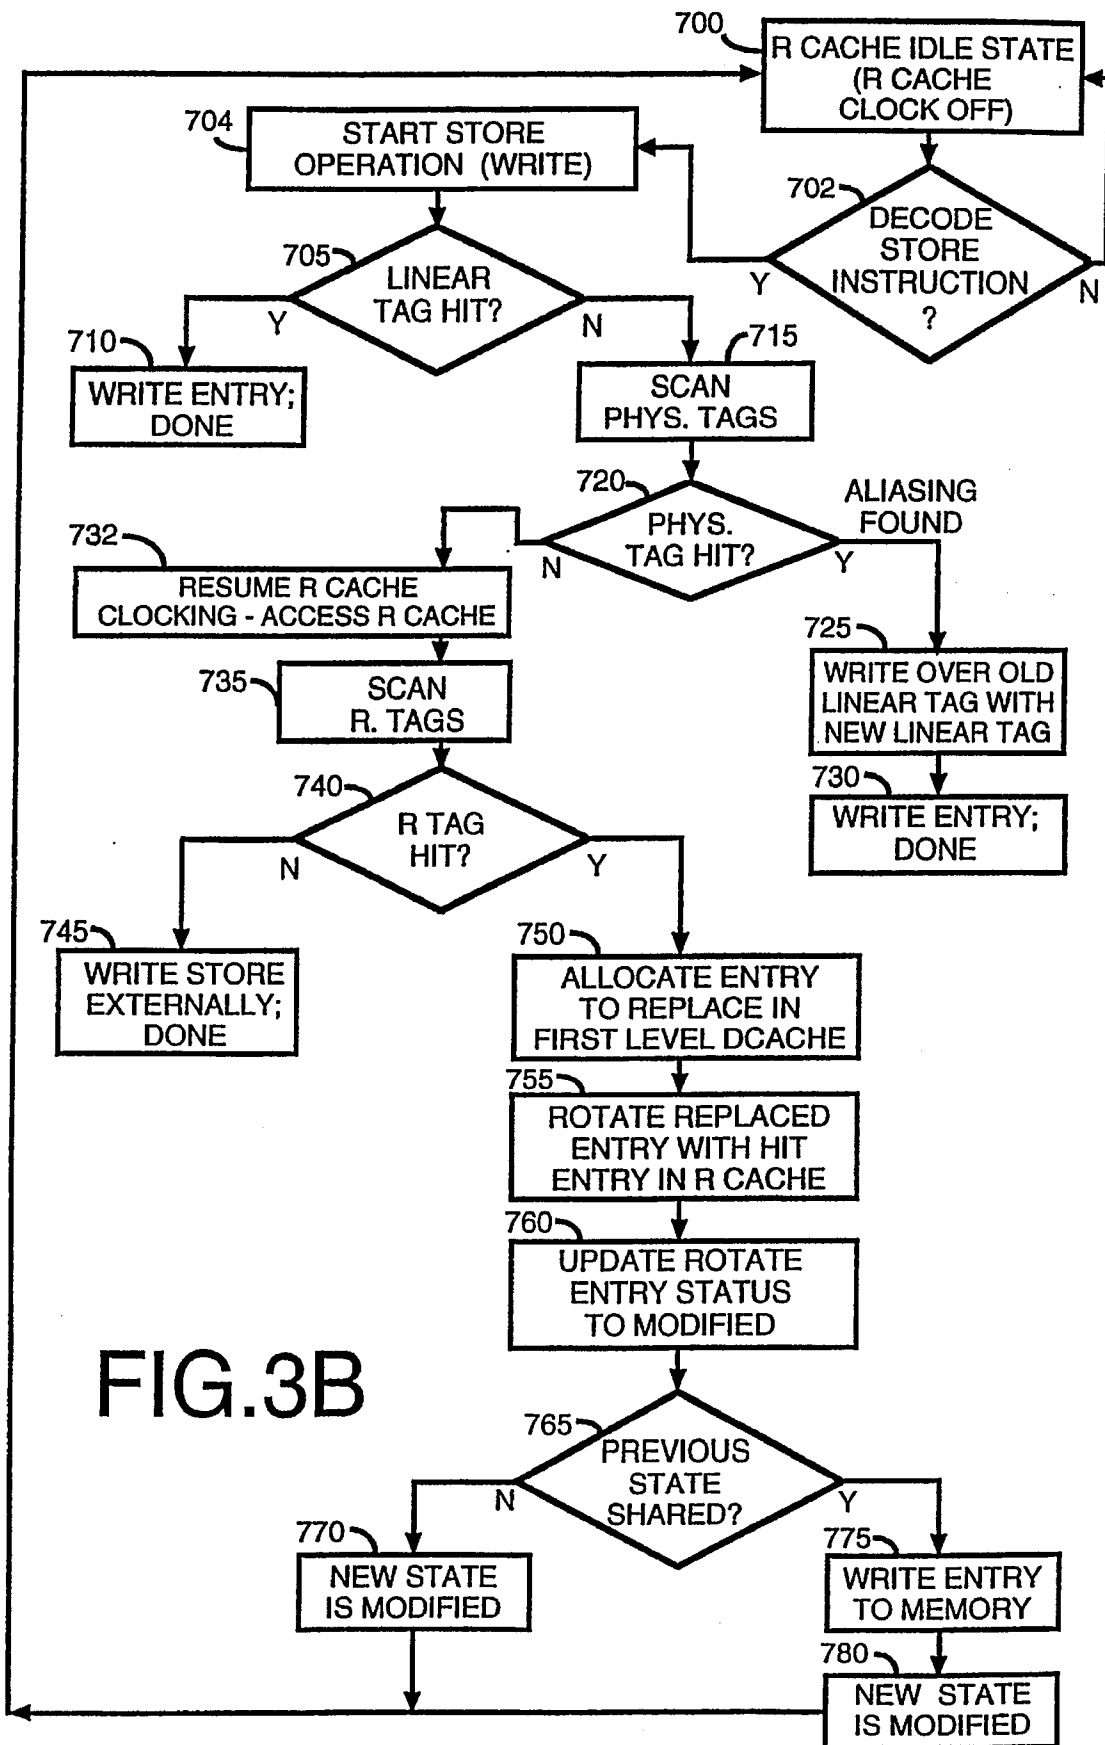 700
R CACHE IDLE STATE
(R CACHE
CLOCK OFF)
704
START STORE
OPERATION (WRITE)
702
DECODE
STORE
INSTRUCTION
?
Y
N
705
LINEAR
TAG HIT?
Y
N
710
WRITE ENTRY;
DONE
715
SCAN
PHYS. TAGS
720
PHYS.
TAG HIT?
N
Y
ALIASING
FOUND
732
RESUME R CACHE
CLOCKING - ACCESS R CACHE
725
WRITE OVER OLD
LINEAR TAG WITH
NEW LINEAR TAG
735
SCAN
R. TAGS
730
WRITE ENTRY;
DONE
740
R TAG
HIT?
N
Y
745
WRITE STORE
EXTERNALLY;
DONE
750
ALLOCATE ENTRY
TO REPLACE IN
FIRST LEVEL DCACHE
755
ROTATE REPLACED
ENTRY WITH HIT
ENTRY IN R CACHE
760
UPDATE ROTATE
ENTRY STATUS
TO MODIFIED
FIG.3B
765
PREVIOUS
STATE
SHARED?
N
Y
770
NEW STATE
IS MODIFIED
775
WRITE ENTRY
TO MEMORY
780
NEW STATE
IS MODIFIED